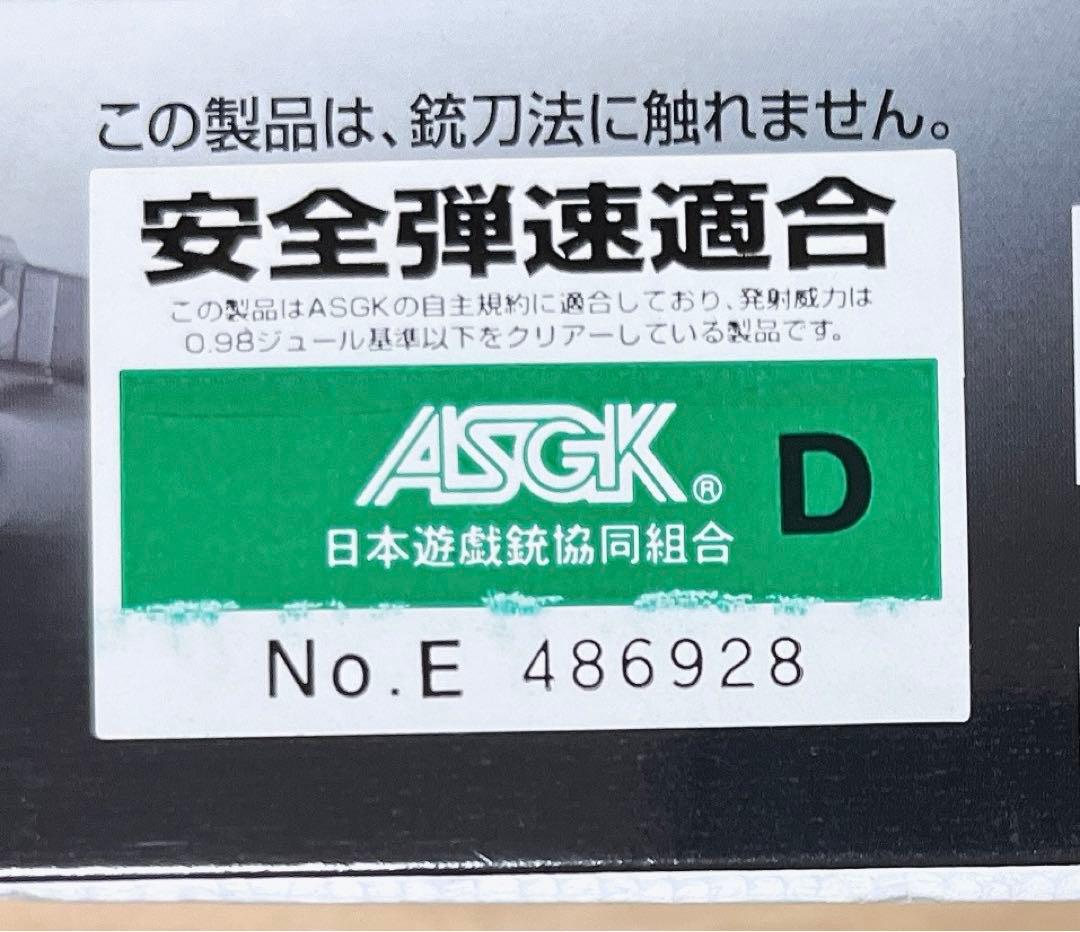 この製品は、銃刀法に触れません。
安全弾速適合
この製品はASGKの自主規約に適合しており、発射威力は
0.98ジュール基準以下をクリアーしている製品です。
ASGK®
D
日本遊戯銃協同組合
No.E 486928